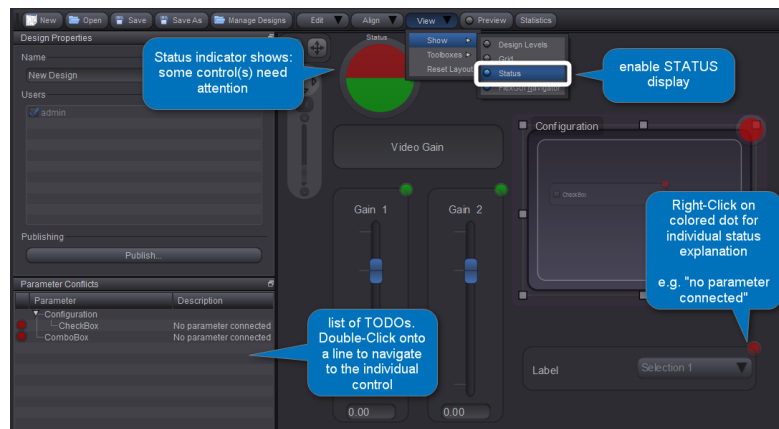 New
Open
Save
Save As
Manage Designs
Edit
Align
View
Preview
Statistics
Design Properties
Name
New Design
Users
admin
Publishing
Publish...
Parameter Conflicts
Parameter
Description
Configuration
CheckBox
No parameter connected
ComboBox
No parameter connected
Status indicator shows:
some control(s) need
attention
Status
Show
Toolboxes
Reset Layout
Design Levels
Grid
Status
Navigator
enable STATUS
display
Video Gain
Gain 1
Gain 2
0.00
0.00
Configuration
CheckBox
Right-Click on
colored dot for
individual status
explanation
e.g. "no parameter
connected"
list of TODOs.
Double-Click onto
a line to navigate
to the individual
control
Label
Selection 1